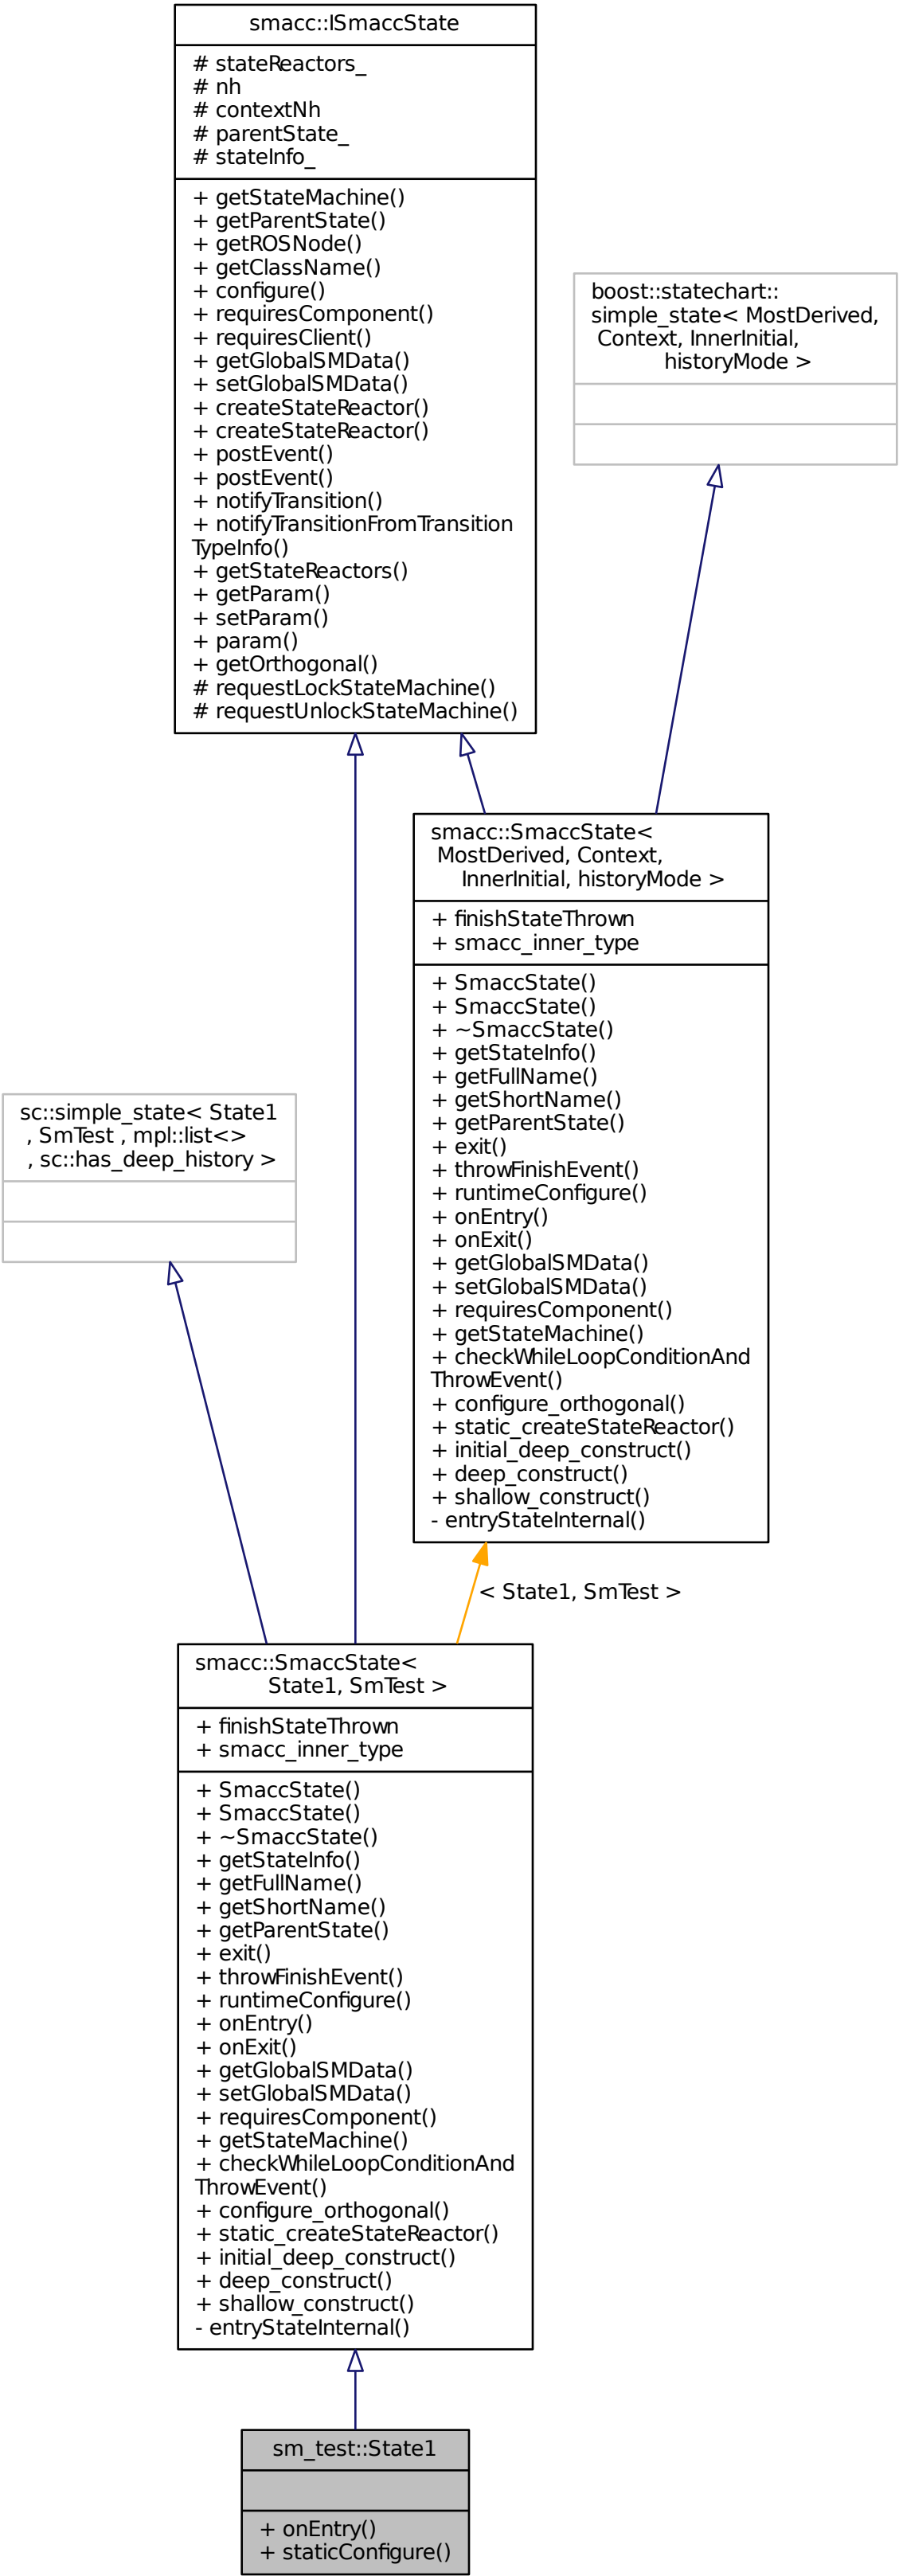 smacc::ISmaccState
# stateReactors_
# nh
# contextNh
# parentState_
# stateInfo_
+ getStateMachine()
+ getParentState()
+ getROSNode()
+ getClassName()
+ configure()
+ requiresComponent()
+ requiresClient()
+ getGlobalSMData()
+ setGlobalSMData()
+ createStateReactor()
+ createStateReactor()
+ postEvent()
+ postEvent()
+ notifyTransition()
+ notifyTransitionFromTransition
TypeInfo()
+ getStateReactors()
+ getParam()
+ setParam()
+ param()
+ getOrthogonal()
# requestLockStateMachine()
# requestUnlockStateMachine()
boost::statechart::
simple_state< MostDerived,
Context, InnerInitial,
historyMode >
smacc::SmaccState<
MostDerived, Context,
InnerInitial, historyMode >
+ finishStateThrown
+ smacc_inner_type
+ SmaccState()
+ SmaccState()
+ ~SmaccState()
+ getStateInfo()
+ getFullName()
+ getShortName()
+ getParentState()
+ exit()
+ throwFinishEvent()
+ runtimeConfigure()
+ onEntry()
+ onExit()
+ getGlobalSMData()
+ setGlobalSMData()
+ requiresComponent()
+ getStateMachine()
+ checkWhileLoopConditionAnd
ThrowEvent()
+ configure_orthogonal()
+ static_createStateReactor()
+ initial_deep_construct()
+ deep_construct()
+ shallow_construct()
- entryStateInternal()
sc::simple_state< State1
, SmTest , mpl::list<>
, sc::has_deep_history >
< State1, SmTest >
smacc::SmaccState<
State1, SmTest >
+ finishStateThrown
+ smacc_inner_type
+ SmaccState()
+ SmaccState()
+ ~SmaccState()
+ getStateInfo()
+ getFullName()
+ getShortName()
+ getParentState()
+ exit()
+ throwFinishEvent()
+ runtimeConfigure()
+ onEntry()
+ onExit()
+ getGlobalSMData()
+ setGlobalSMData()
+ requiresComponent()
+ getStateMachine()
+ checkWhileLoopConditionAnd
ThrowEvent()
+ configure_orthogonal()
+ static_createStateReactor()
+ initial_deep_construct()
+ deep_construct()
+ shallow_construct()
- entryStateInternal()
sm_test::State1
+ onEntry()
+ staticConfigure()